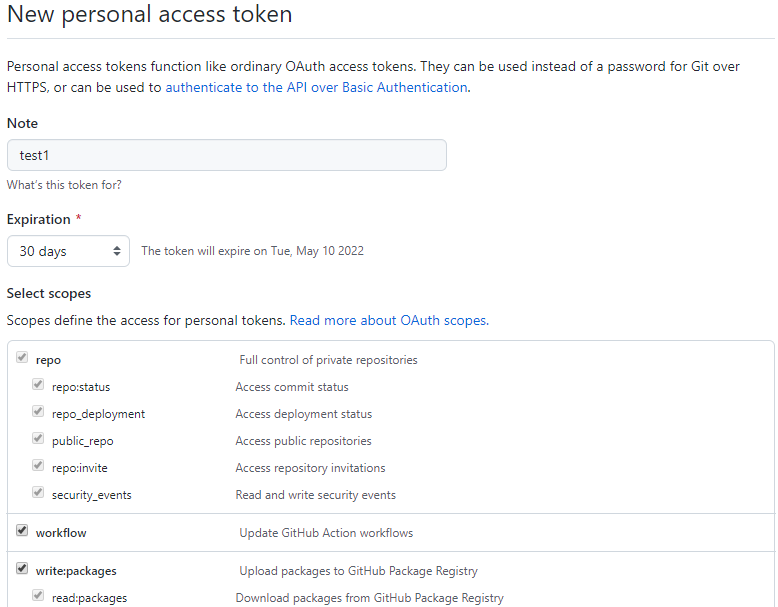 New personal access token
Personal access tokens function like ordinary OAuth access tokens. They can be used instead of a password for Git over
HTTPS, or can be used to authenticate to the API over Basic Authentication.
Note
test1
What's this token for?
Expiration *
30 days The token will expire on Tue, May 10 2022
Select scopes
Scopes define the access for personal tokens. Read more about OAuth scopes.
repo Full control of private repositories
repo:status Access commit status
repo_deployment Access deployment status
public_repo Access public repositories
repo:invite Access repository invitations
security_events Read and write security events
workflow Update GitHub Action workflows
write:packages Upload packages to GitHub Package Registry
read:packages Download packages from GitHub Package Registry